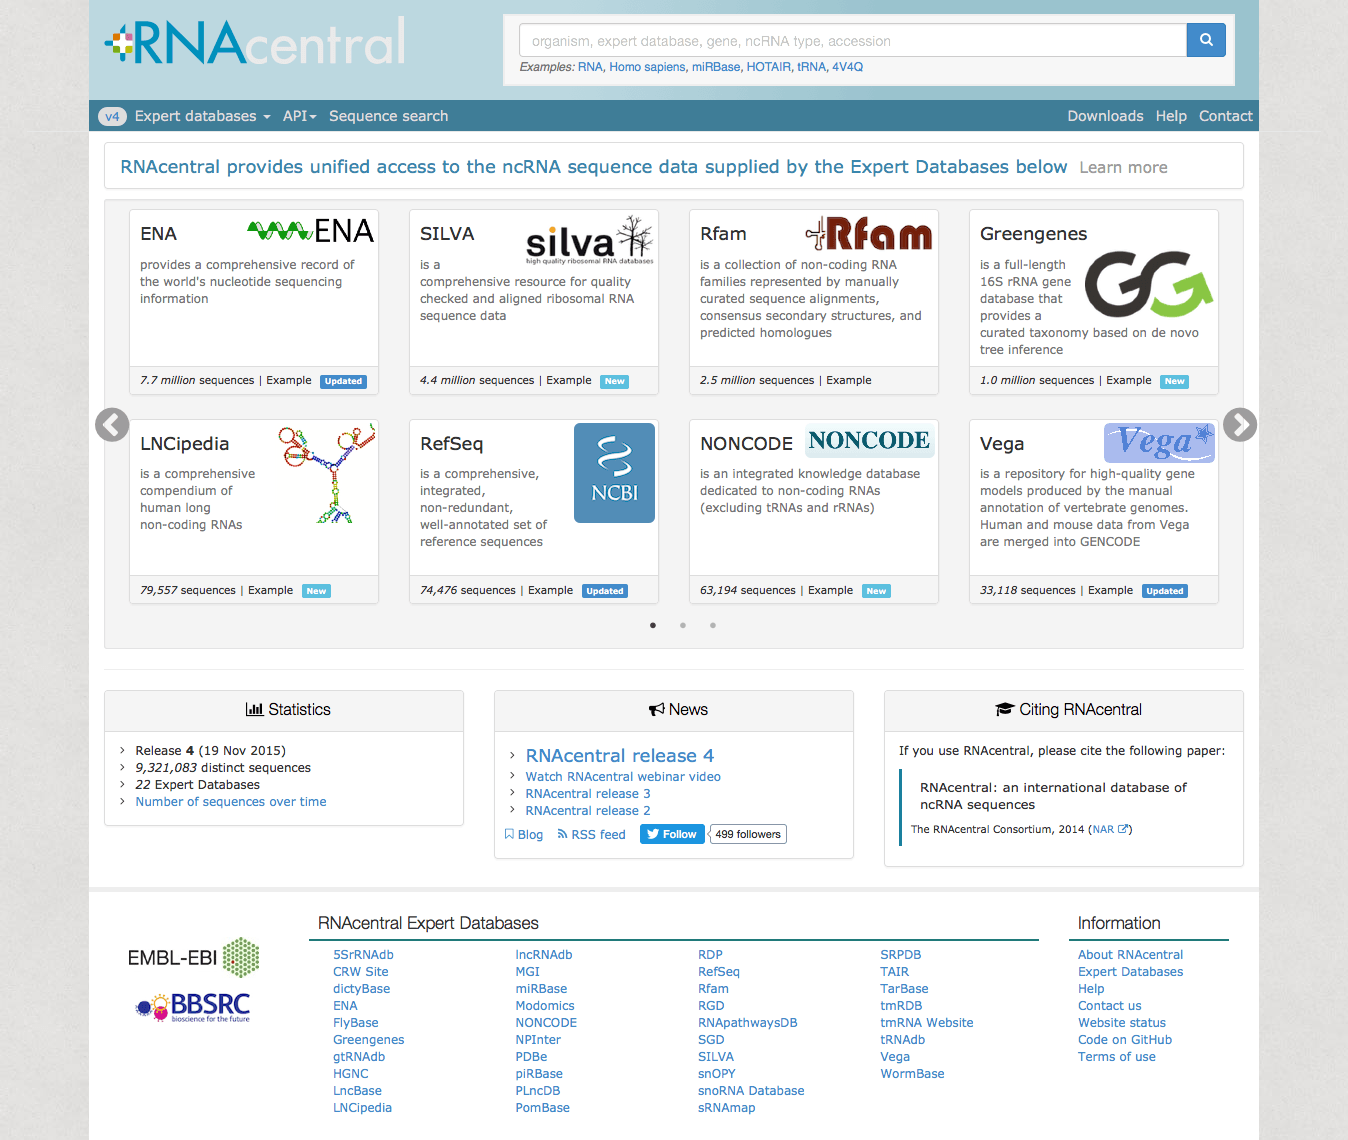 RNAcentral
organism, expert database, gene, ncRNA type, accession
Examples: RNA, Homo sapiens, miRBase, HOTAIR, tRNA, 4V4Q
v4 Expert databases API Sequence search Downloads Help Contact
RNAcentral provides unified access to the ncRNA sequence data supplied by the Expert Databases below Learn more
ENA
ENA
provides a comprehensive record of
the world's nucleotide sequencing
information
7.7 million sequences | Example Updated
SILVA
silva
high quality ribosomal RNA databases
is a
comprehensive resource for quality
checked and aligned ribosomal RNA
sequence data
4.4 million sequences | Example New
Rfam
Rfam
is a collection of non-coding RNA
families represented by manually
curated sequence alignments,
consensus secondary structures, and
predicted homologues
2.5 million sequences | Example
Greengenes
GG
is a full-length
16S rRNA gene
database that
provides a
curated taxonomy based on de novo
tree inference
1.0 million sequences | Example New
LNCipedia
is a comprehensive
compendium of
human long
non-coding RNAs
79,557 sequences | Example New
RefSeq
NCBI
is a comprehensive,
integrated,
non-redundant,
well-annotated set of
reference sequences
74,476 sequences | Example Updated
NONCODE
NONCODE
is an integrated knowledge database
dedicated to non-coding RNAs
(excluding tRNAs and rRNAs)
63,194 sequences | Example New
Vega
Vega
is a repository for high-quality gene
models produced by the manual
annotation of vertebrate genomes.
Human and mouse data from Vega
are merged into GENCODE
33,118 sequences | Example Updated
Statistics
Release 4 (19 Nov 2015)
9,321,083 distinct sequences
22 Expert Databases
Number of sequences over time
News
RNAcentral release 4
Watch RNAcentral webinar video
RNAcentral release 3
RNAcentral release 2
Blog RSS feed Follow 499 followers
Citing RNAcentral
If you use RNAcentral, please cite the following paper:
RNAcentral: an international database of
ncRNA sequences
The RNAcentral Consortium, 2014 (NAR)
EMBL-EBI
BBSRC
bioscience for the future
RNAcentral Expert Databases
5SrRNAdb
CRW Site
dictyBase
ENA
FlyBase
Greengenes
gtRNAdb
HGNC
LncBase
LNCipedia
lncRNAdb
MGI
miRBase
Modomics
NONCODE
NPInter
PDBe
piRBase
PLncDB
PomBase
RDP
RefSeq
Rfam
RGD
RNApathwaysDB
SGD
SILVA
snOPY
snoRNA Database
sRNAmap
SRPDB
TAIR
TarBase
tmRDB
tmRNA Website
tRNAdb
Vega
WormBase
Information
About RNAcentral
Expert Databases
Help
Contact us
Website status
Code on GitHub
Terms of use